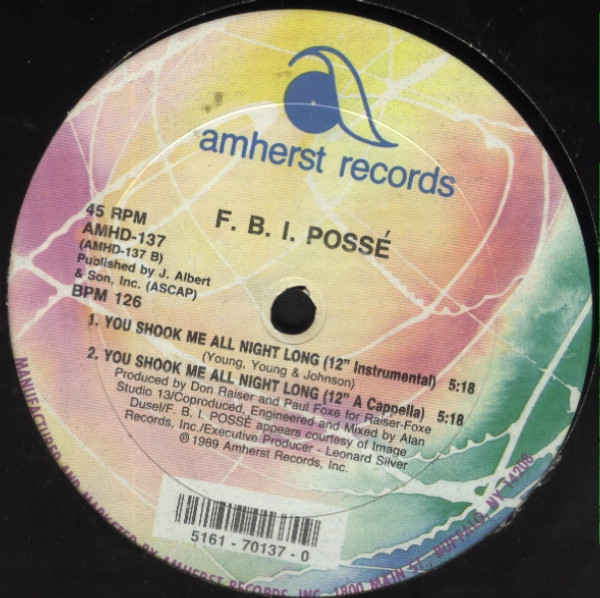 amherst records
F. B. I. POSSÉ
45 RPM
AMHD-137
(AMHD-137 B)
Published by J. Albert
& Son, Inc. (ASCAP)
BPM 126
1. YOU SHOOK ME ALL NIGHT LONG (12" Instrumental) 5:18
(Young, Young & Johnson)
2. YOU SHOOK ME ALL NIGHT LONG (12" A Cappella) 5:18
Produced by Don Raiser and Paul Foxe for Raiser-Foxe
Studio 13/Coproduced, Engineered and Mixed by Alan
Dusel/F. B. I. POSSÉ appears courtesy of Image
Records, Inc./Executive Producer - Leonard Silver
℗ 1989 Amherst Records, Inc.
5161 - 70137 - 0
MANUFACTURED AND MARKETED BY AMHERST RECORDS, INC. 1800 MAIN ST., BUFFALO, NY 14208